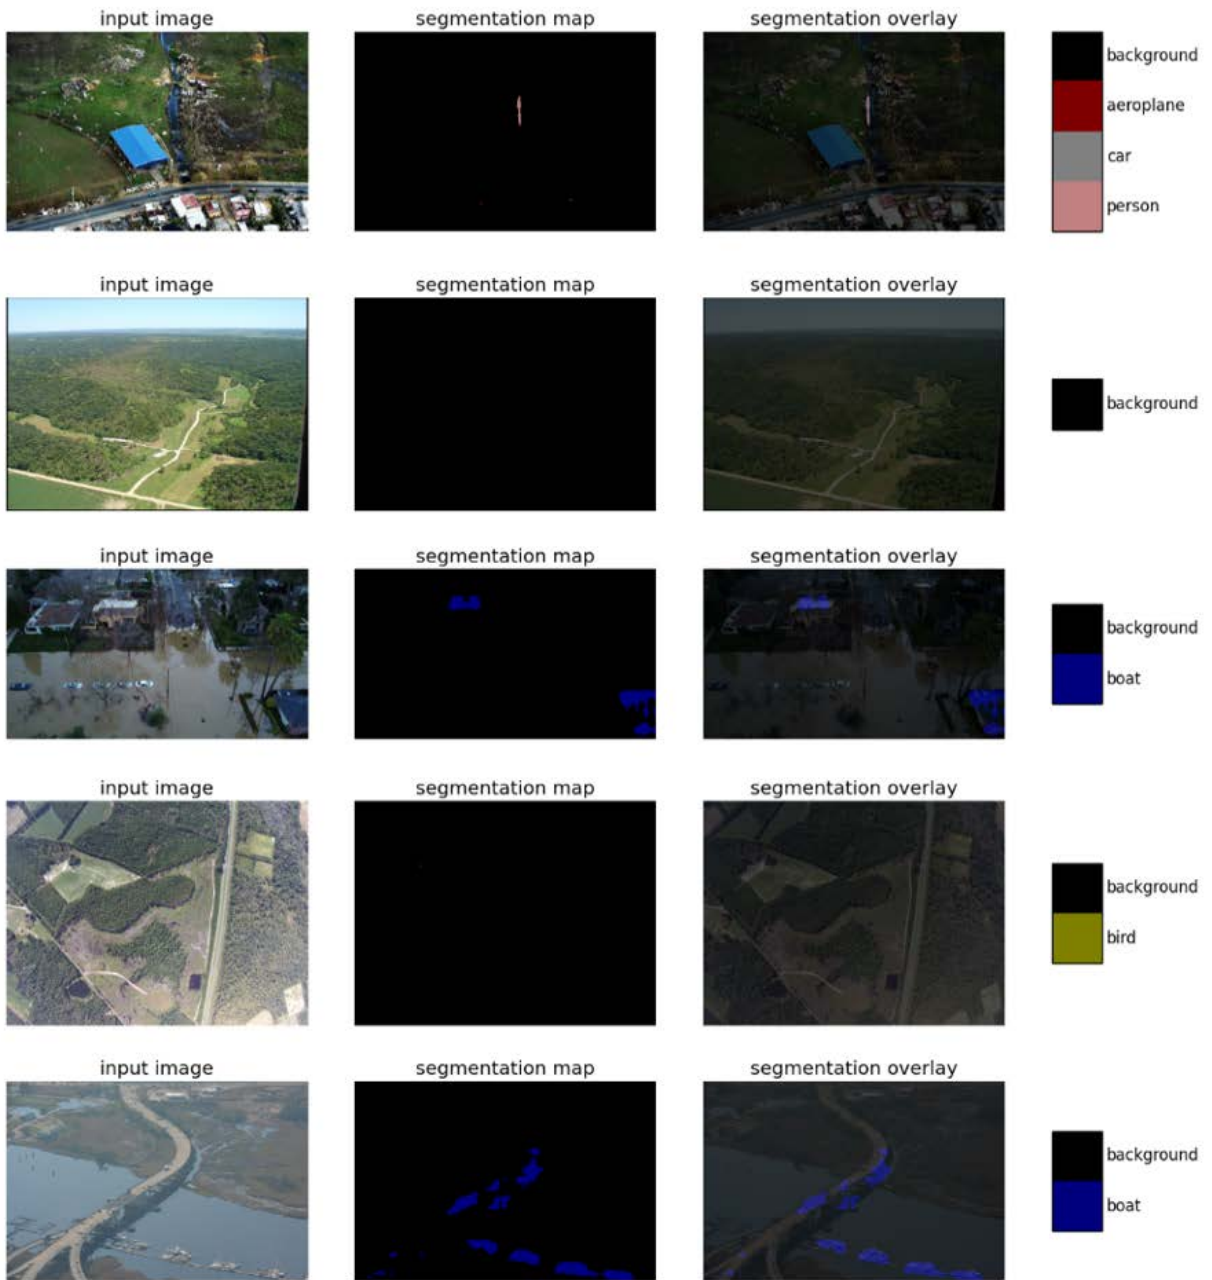 input image segmentation map segmentation overlay
background
aeroplane
car
person
input image segmentation map segmentation overlay
background
input image segmentation map segmentation overlay
background
boat
input image segmentation map segmentation overlay
background
bird
input image segmentation map segmentation overlay
background
boat